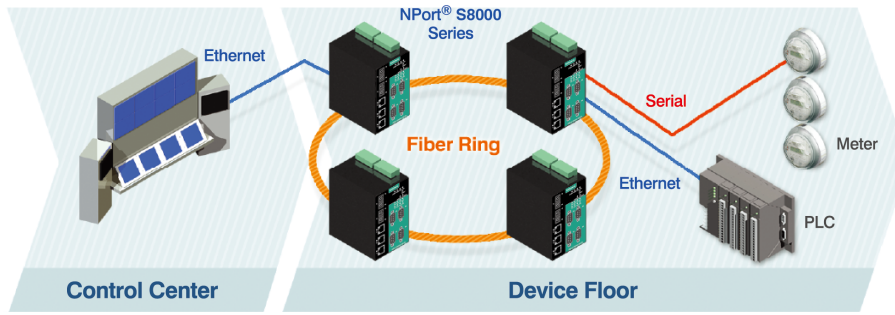 NPort® S8000
Series
Ethernet
Serial
Fiber Ring
Meter
Ethernet
PLC
Control Center
Device Floor